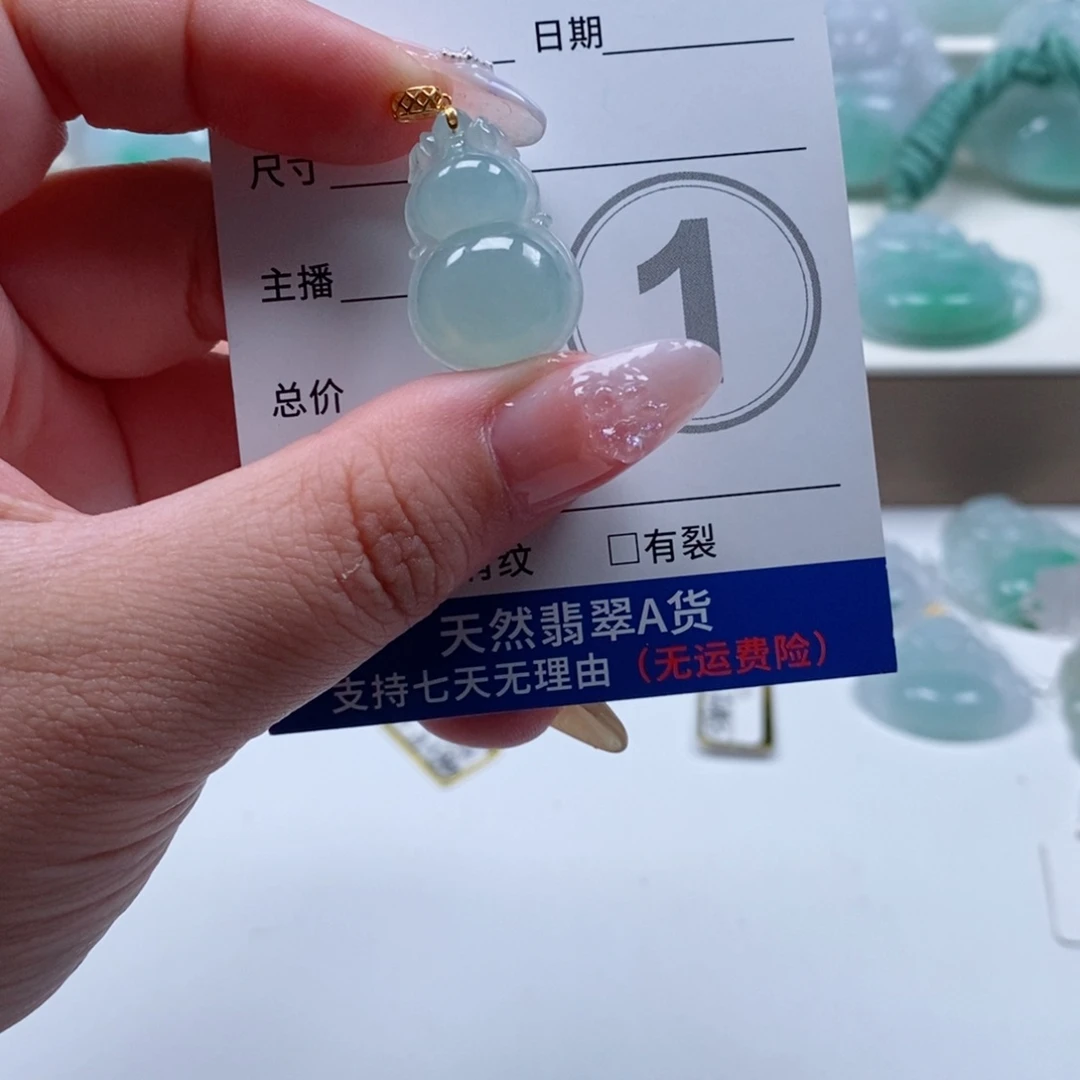 日期
尺寸
主播
1
总价
纹 □有裂
天然翡翠A货
支持七天无理由（无运费险）